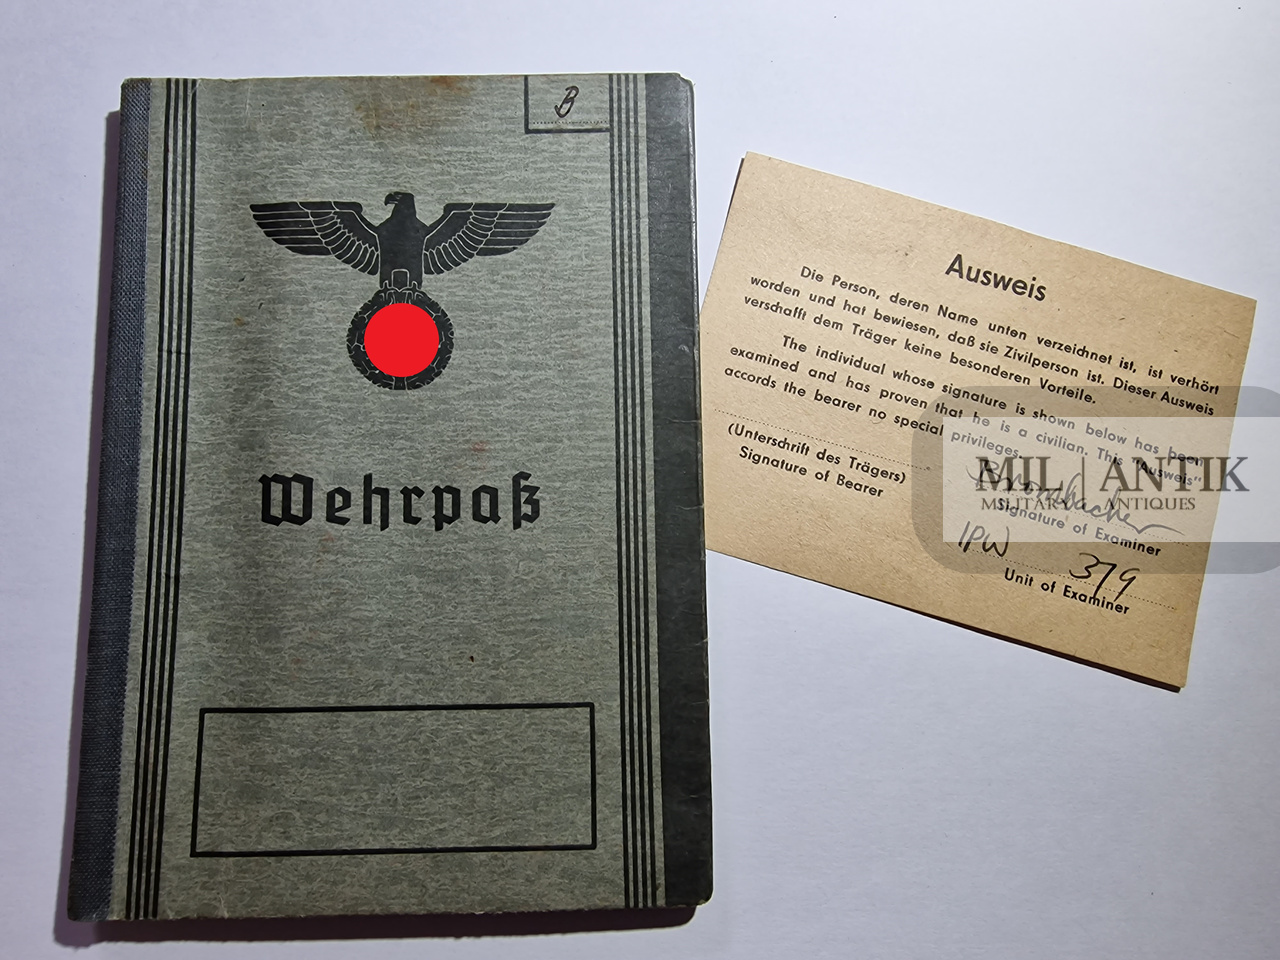 B
Wehrpaß
Ausweis
Die Person, deren Name unten verzeichnet ist, ist verhört
worden und hat bewiesen, daß sie Zivilperson ist. Dieser Ausweis
verschafft dem Träger keine besonderen Vorteile.
The individual whose signature is shown below has been
examined and has proven that he is a civilian. This "Ausweis"
accords the bearer no special privileges.
(Unterschrift des Trägers)
Signature of Bearer
Signature of Examiner
IPW 379
Unit of Examiner
MIL|ANTIK
MILITARY ANTIQUES